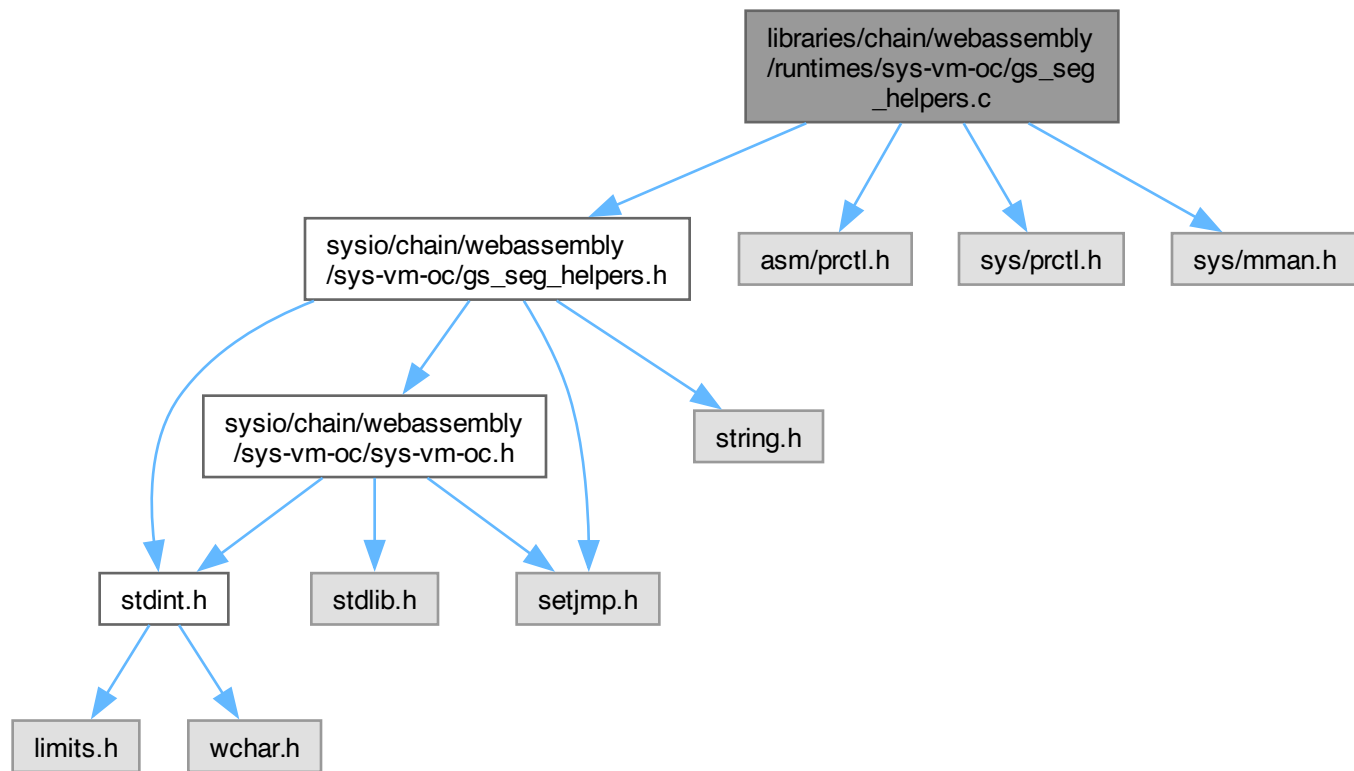 libraries/chain/webassembly
/runtimes/sys-vm-oc/gs_seg
_helpers.c
sysio/chain/webassembly
/sys-vm-oc/gs_seg_helpers.h
asm/prctl.h
sys/prctl.h
sys/mman.h
sysio/chain/webassembly
/sys-vm-oc/sys-vm-oc.h
string.h
stdint.h
stdlib.h
setjmp.h
limits.h
wchar.h